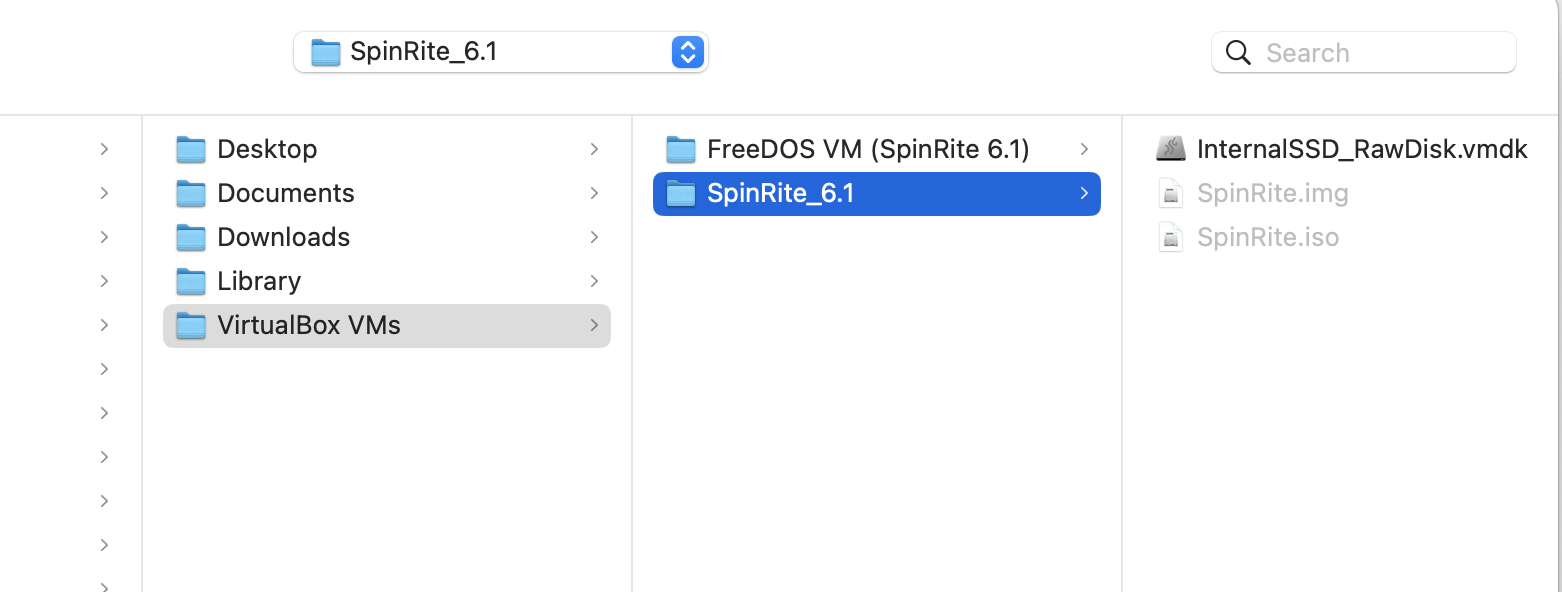 SpinRite_6.1
Search
Desktop
Documents
Downloads
Library
VirtualBox VMs
FreeDOS VM (SpinRite 6.1)
SpinRite_6.1
InternalSSD_RawDisk.vmdk
SpinRite.img
SpinRite.iso